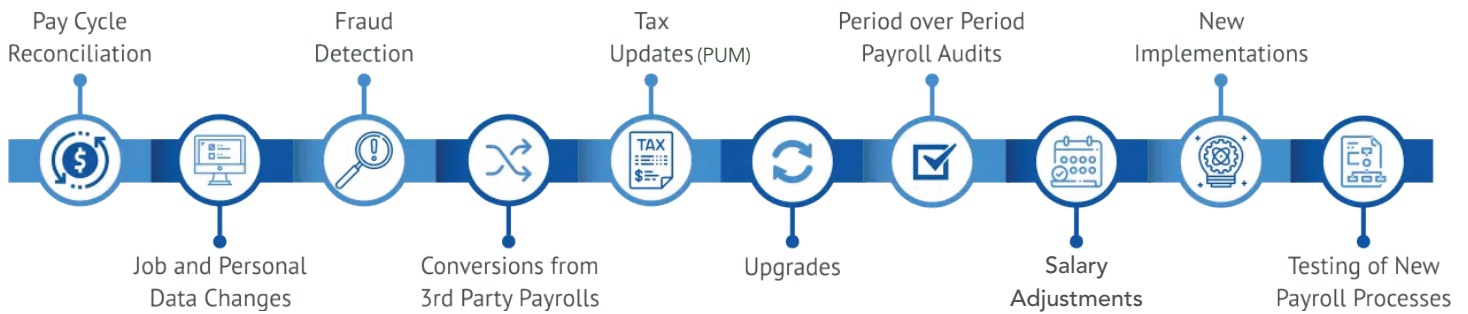 Pay Cycle
Reconciliation
Job and Personal
Data Changes
Fraud
Detection
Conversions from
3rd Party Payrolls
Tax
Updates (PUM)
TAX
$
Upgrades
Period over Period
Payroll Audits
Salary
Adjustments
New
Implementations
Testing of New
Payroll Processes